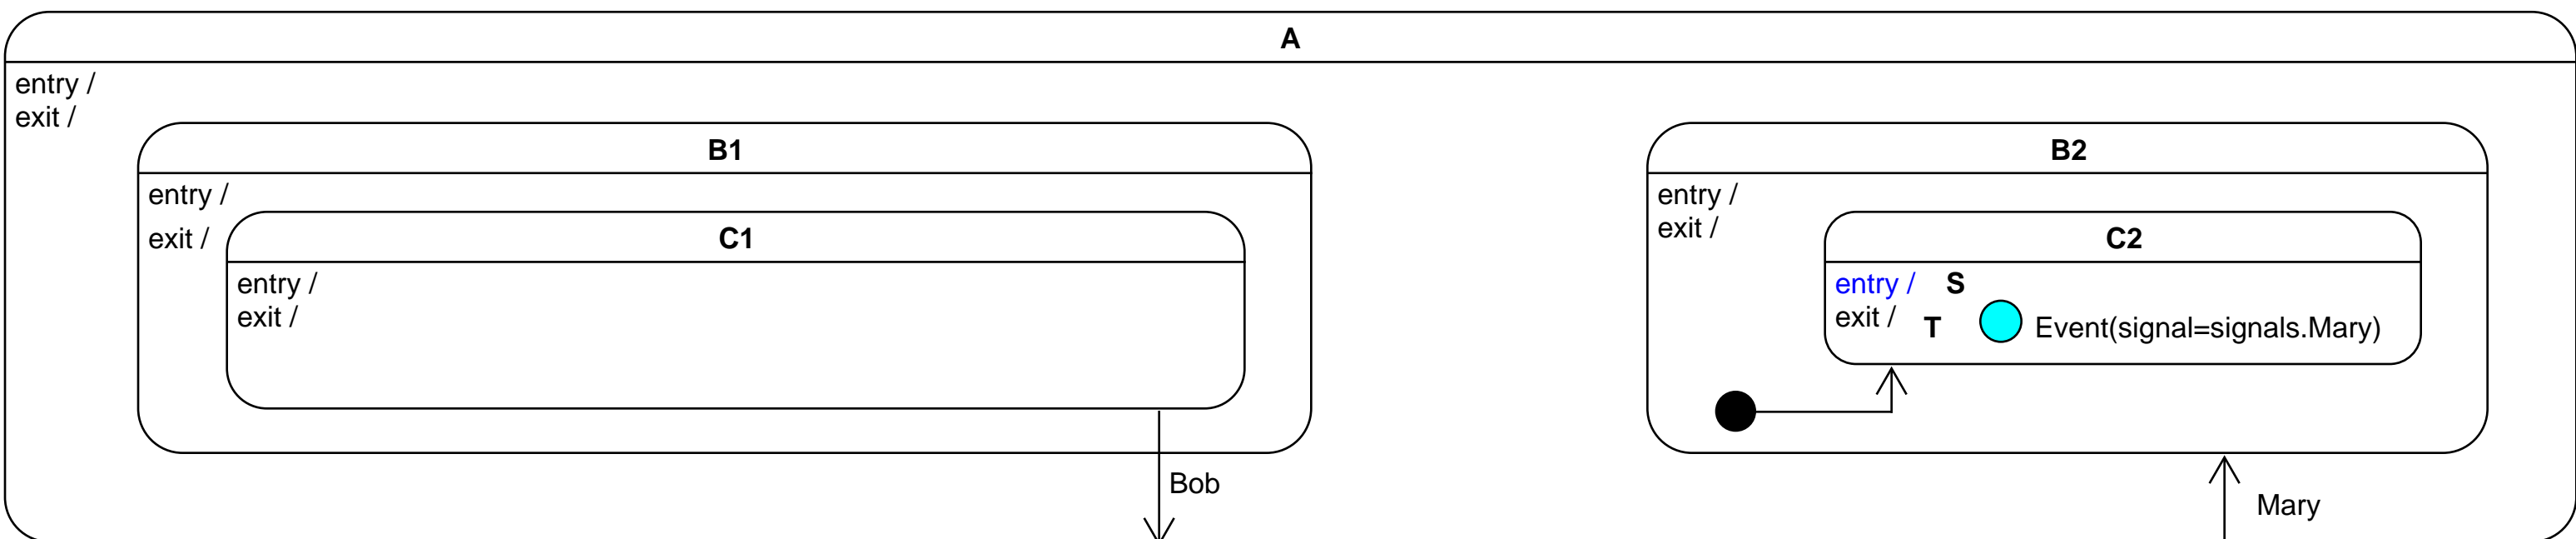 A
entry /
exit /
B1
entry /
exit /
C1
entry /
exit /
Bob
B2
entry /
exit /
C2
entry / S
exit / T Event(signal=signals.Mary)
Mary